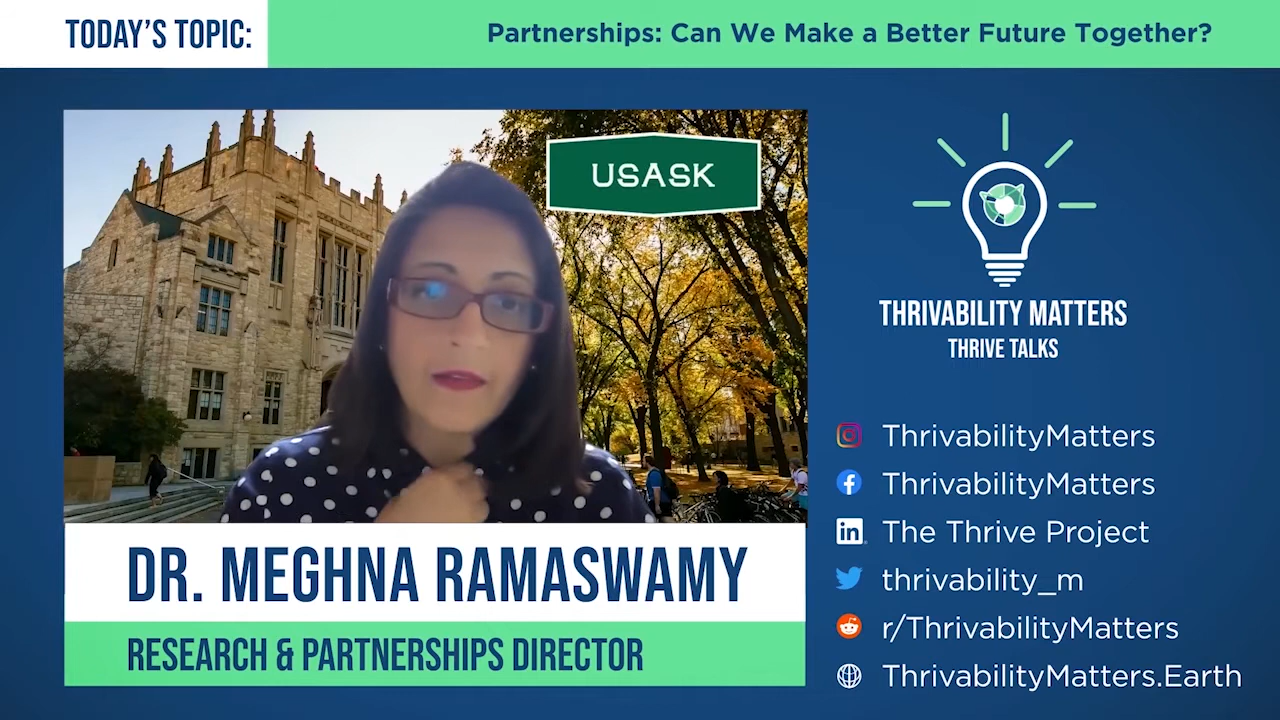 TODAY'S TOPIC:
Partnerships: Can We Make a Better Future Together?
USASK
DR. MEGHNA RAMASWAMY
RESEARCH & PARTNERSHIPS DIRECTOR
THRIVABILITY MATTERS
THRIVE TALKS
ThrivabilityMatters
ThrivabilityMatters
in The Thrive Project
thrivability_m
r/ThrivabilityMatters
ThrivabilityMatters.Earth